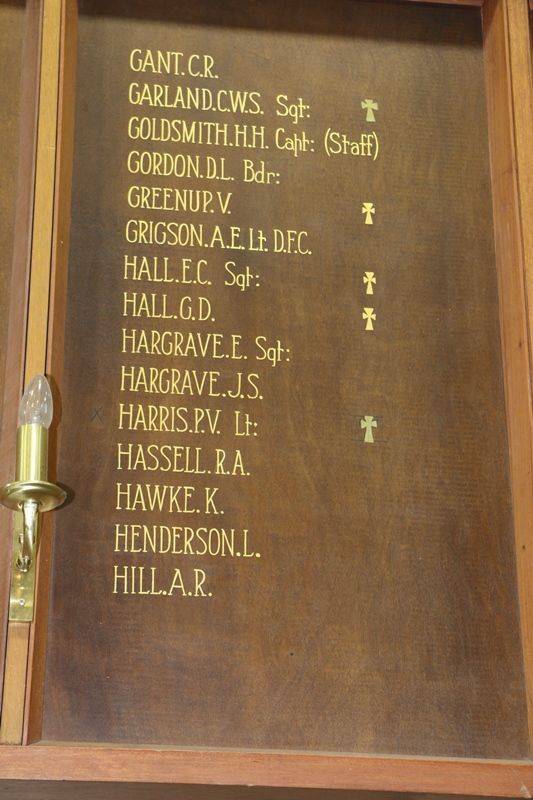 GANT. C.R.
GARLAND. C.W.S. Sgt:
GOLDSMITH. H.H. Capt: (Staff)
GORDON. D.L. Bdr:
GREENUP. V.
GRIGSON. A.E. Lt. D.F.C.
HALL. E.C. Sgt:
HALL. G.D.
HARGRAVE. E. Sgt:
HARGRAVE. J.S.
HARRIS. P.V. Lt:
HASSELL. R.A.
HAWKE. K.
HENDERSON. L.
HILL. A.R.